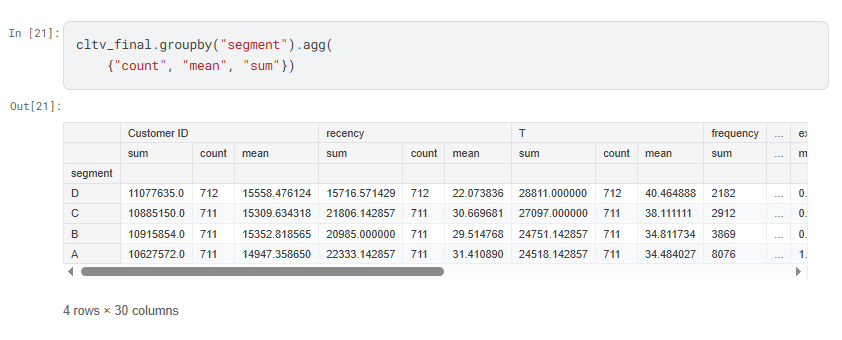 In [21]:
cltv_final.groupby("segment").agg(
{"count", "mean", "sum"})
Out[21]:
Customer ID recency T frequency ... ex
sum count mean sum count mean sum count mean sum ... m
segment
D 11077635.0 712 15558.476124 15716.571429 712 22.073836 28811.000000 712 40.464888 2182 ... 0.
C 10885150.0 711 15309.634318 21806.142857 711 30.669681 27097.000000 711 38.111111 2912 ... 0.
B 10915854.0 711 15352.818565 20985.000000 711 29.514768 24751.142857 711 34.811734 3869 ... 0.
A 10627572.0 711 14947.358650 22333.142857 711 31.410890 24518.142857 711 34.484027 8076 ... 1.
4 rows × 30 columns